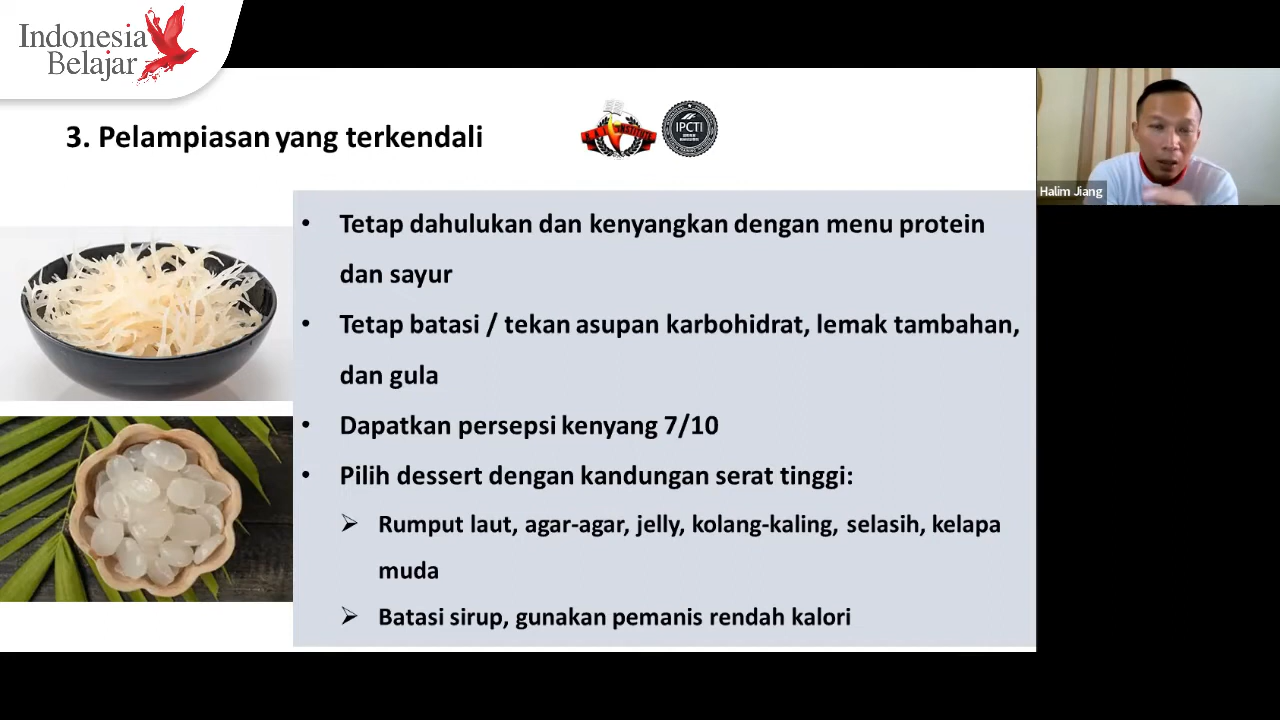 Indonesia
Belajar
3. Pelampiasan yang terkendali
IPCTI
Halim Jiang
• Tetap dahulukan dan kenyangkan dengan menu protein
dan sayur
• Tetap batasi / tekan asupan karbohidrat, lemak tambahan,
dan gula
• Dapatkan persepsi kenyang 7/10
• Pilih dessert dengan kandungan serat tinggi:
➢ Rumput laut, agar-agar, jelly, kolang-kaling, selasih, kelapa
muda
➢ Batasi sirup, gunakan pemanis rendah kalori